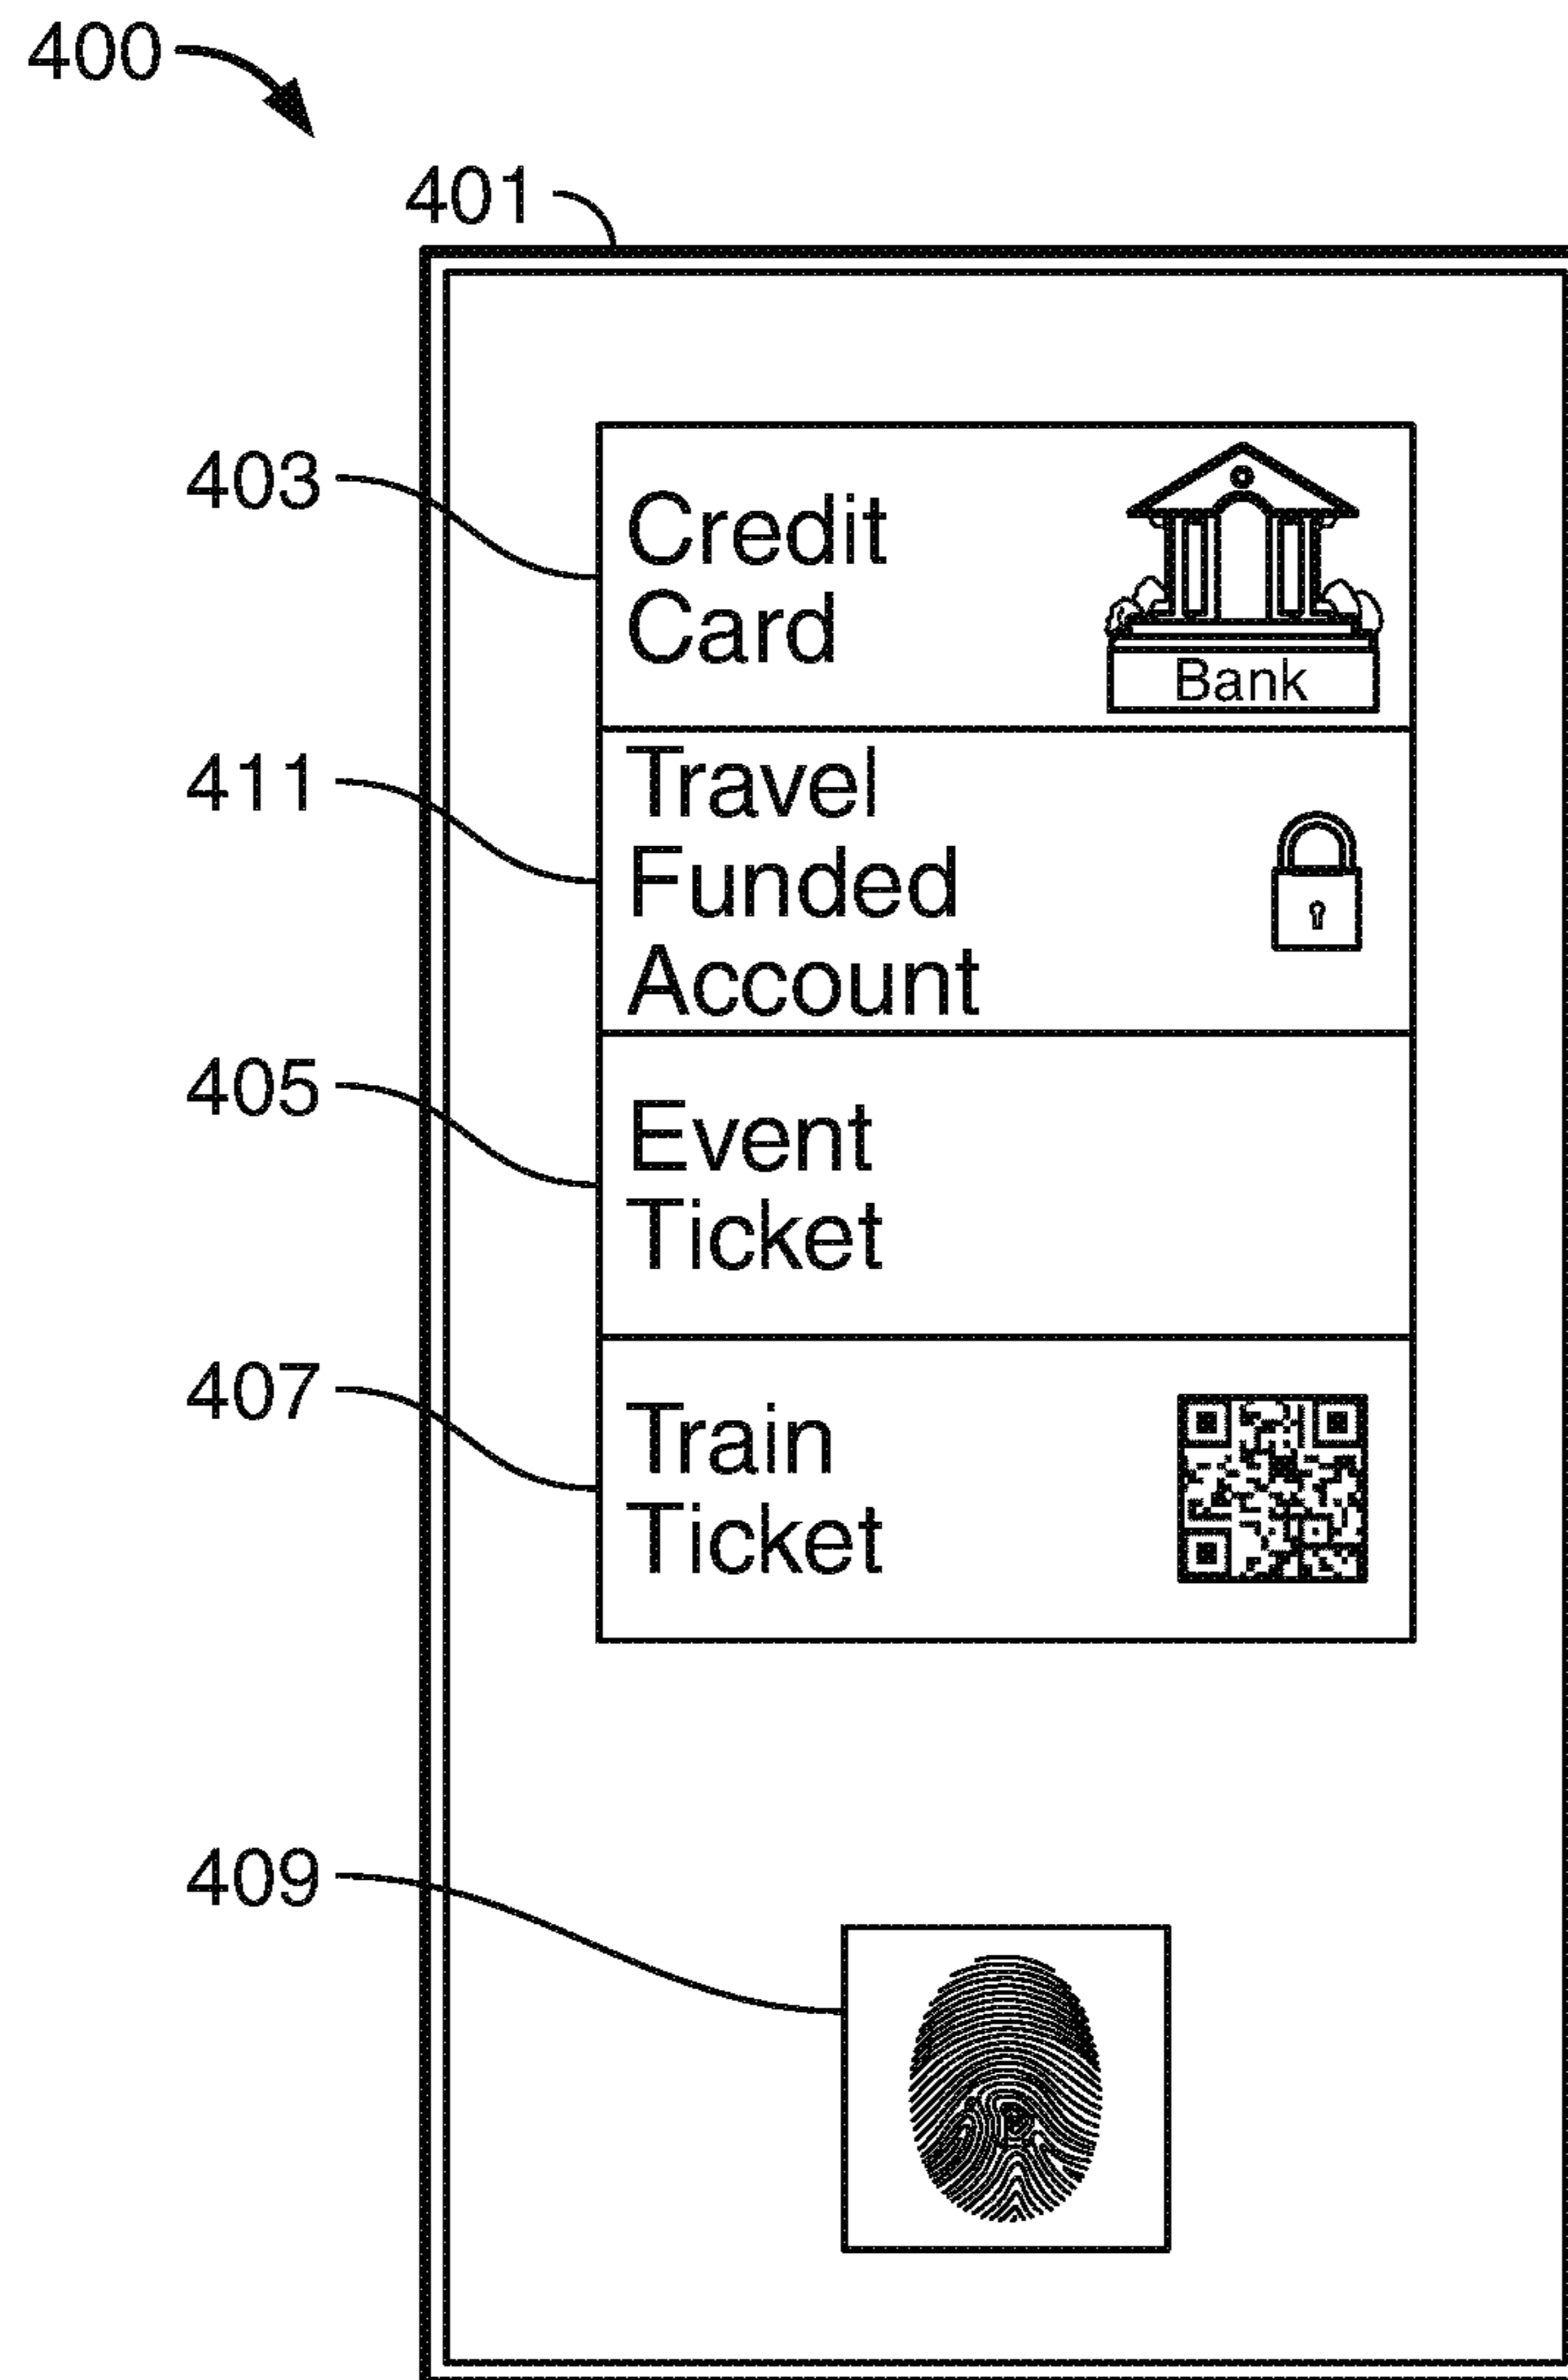 400
401
403
Credit
Card
Bank
411
Travel
Funded
Account
405
Event
Ticket
407
Train
Ticket
409